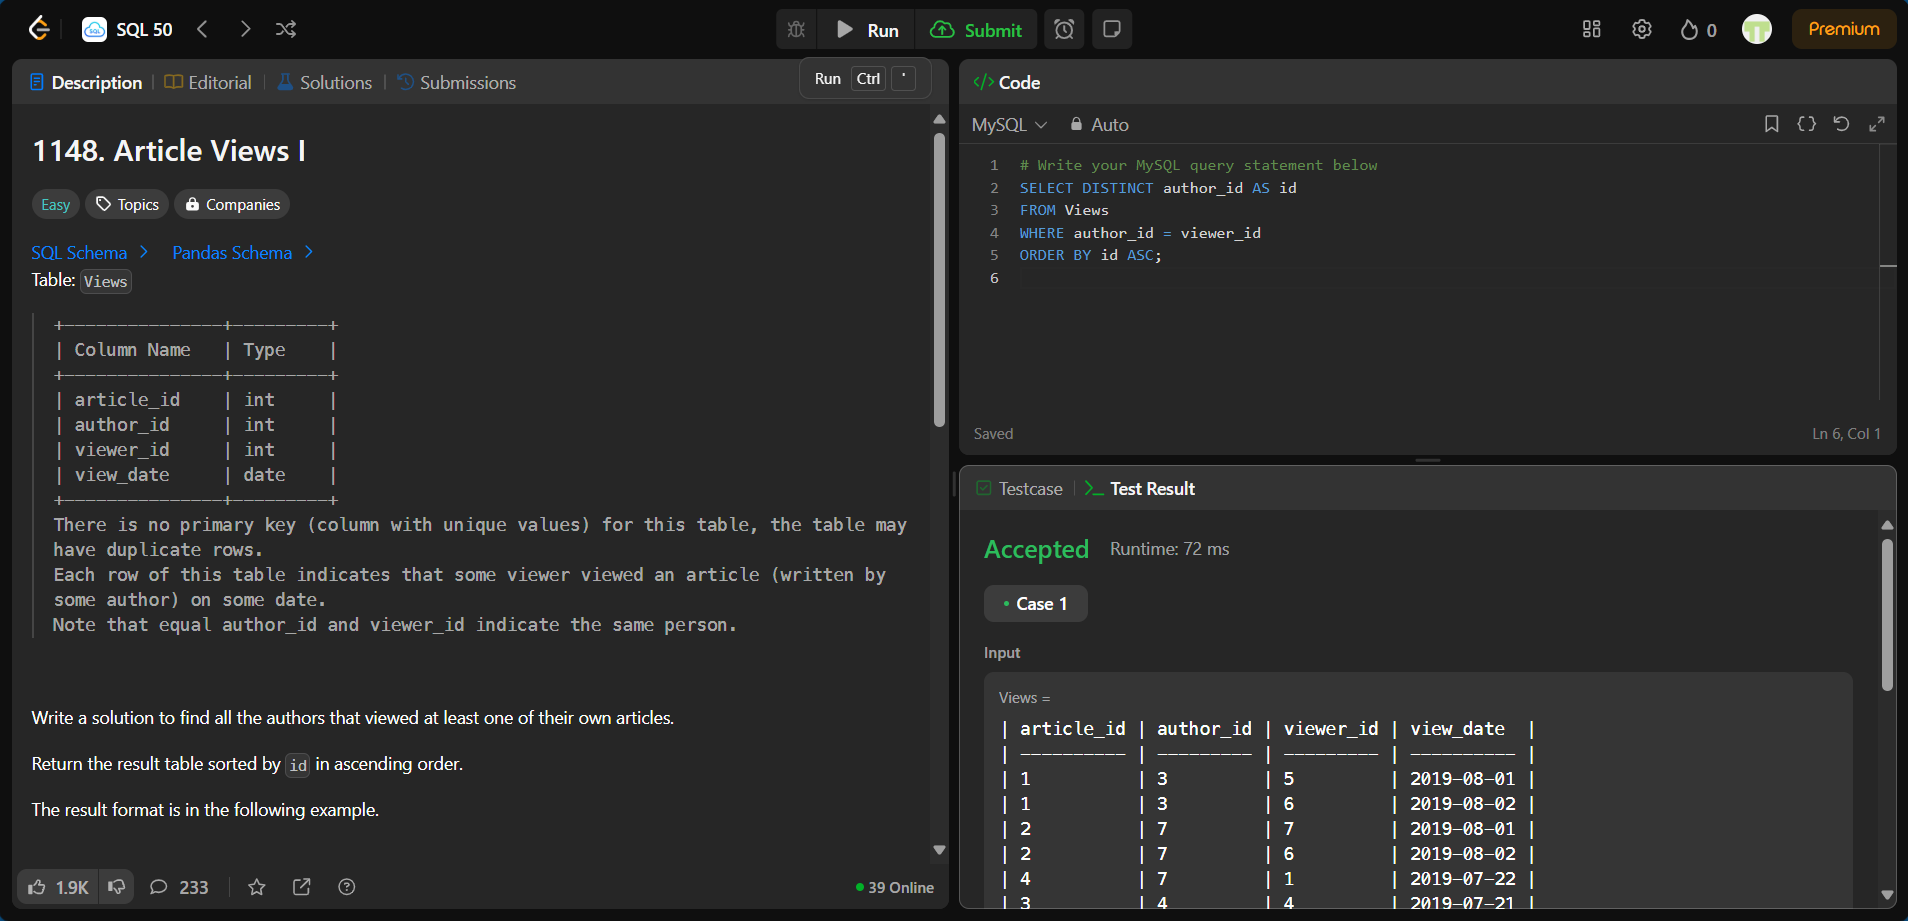 SQL 50
Run
Submit
0
Premium
Description
Editorial
Solutions
Submissions
Run Ctrl '
1148. Article Views I
Easy
Topics
Companies
SQL Schema
Pandas Schema
Table: Views
+---------------+---------+
| Column Name   | Type    |
+---------------+---------+
| article_id    | int     |
| author_id     | int     |
| viewer_id     | int     |
| view_date     | date    |
+---------------+---------+
There is no primary key (column with unique values) for this table, the table may
have duplicate rows.
Each row of this table indicates that some viewer viewed an article (written by
some author) on some date.
Note that equal author_id and viewer_id indicate the same person.
Write a solution to find all the authors that viewed at least one of their own articles.
Return the result table sorted by id in ascending order.
The result format is in the following example.
1.9K
233
39 Online
</> Code
MySQL
Auto
1 # Write your MySQL query statement below
2 SELECT DISTINCT author_id AS id
3 FROM Views
4 WHERE author_id = viewer_id
5 ORDER BY id ASC;
6
Saved
Ln 6, Col 1
Testcase
Test Result
Accepted
Runtime: 72 ms
Case 1
Input
Views =
| article_id | author_id | viewer_id | view_date  |
| ---------- | --------- | --------- | ---------- |
| 1          | 3         | 5         | 2019-08-01 |
| 1          | 3         | 6         | 2019-08-02 |
| 2          | 7         | 7         | 2019-08-01 |
| 2          | 7         | 6         | 2019-08-02 |
| 4          | 7         | 1         | 2019-07-22 |
| 3          | 4         | 4         | 2019-07-21 |